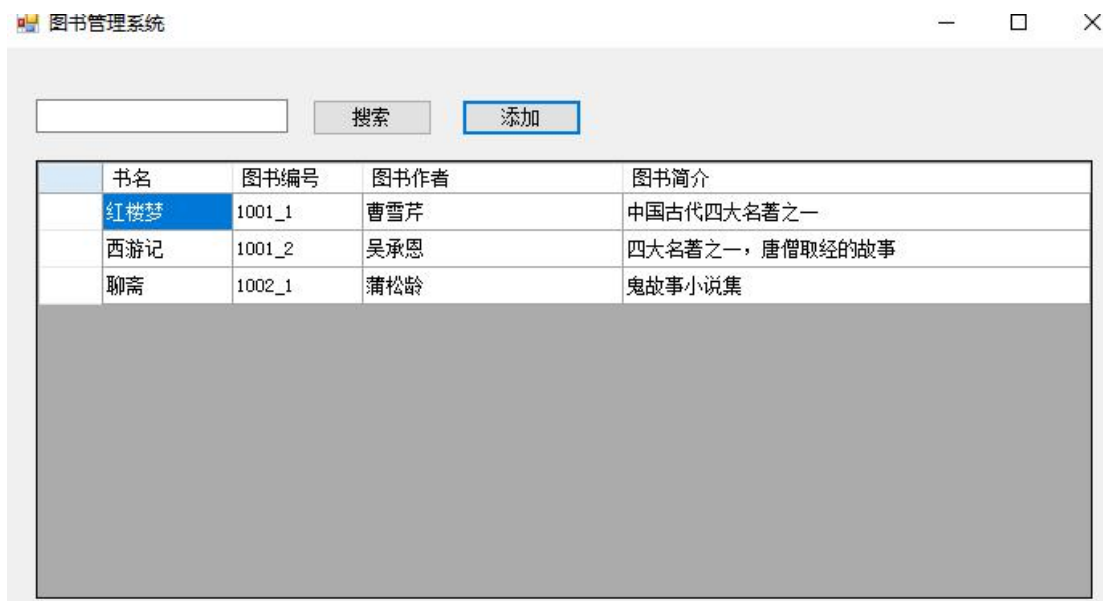 图书管理系统
搜索 添加
书名 图书编号 图书作者 图书简介
红楼梦 1001_1 曹雪芹 中国古代四大名著之一
西游记 1001_2 吴承恩 四大名著之一，唐僧取经的故事
聊斋 1002_1 蒲松龄 鬼故事小说集